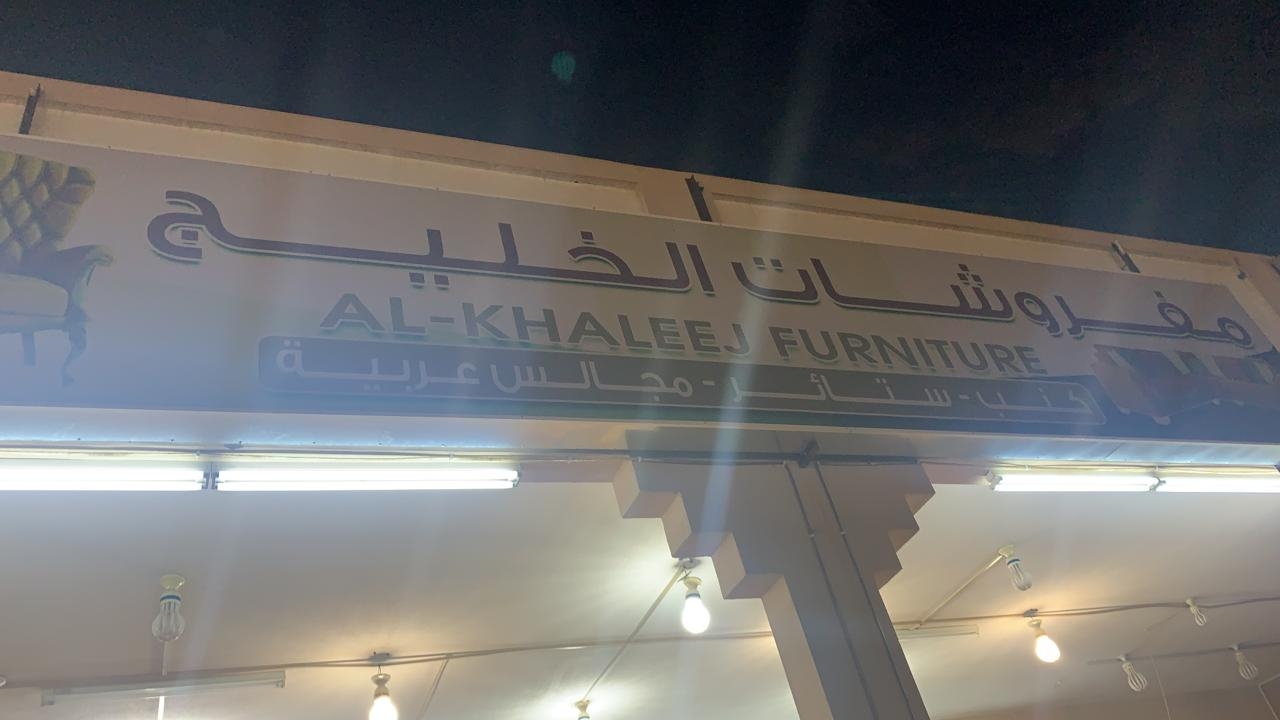 مفروشات الخليج
AL-KHALEEJ FURNITURE
كنب - ستائر - مجالس عربية